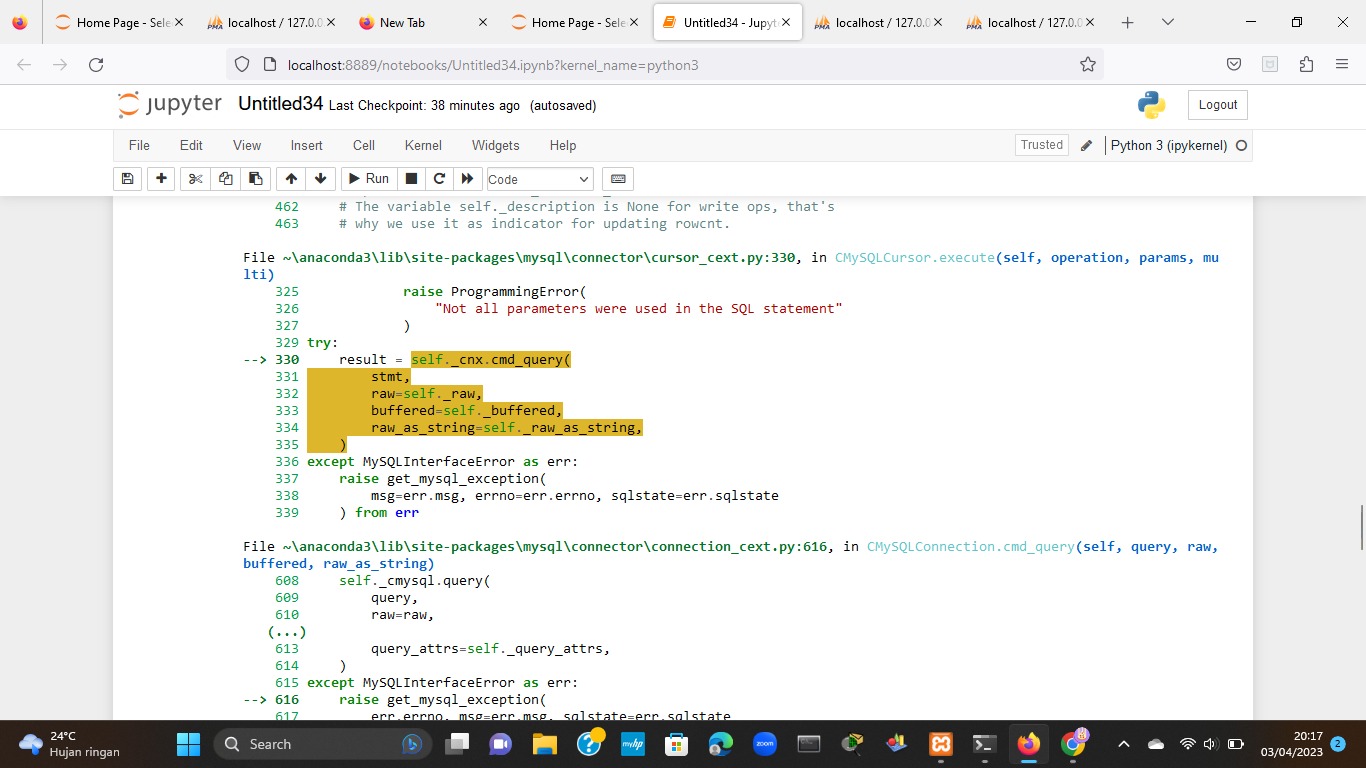 Home Page - Sele
localhost / 127.0.0
New Tab
Home Page - Sele
Untitled34 - Jupyt
localhost / 127.0.0
localhost / 127.0.0
localhost:8889/notebooks/Untitled34.ipynb?kernel_name=python3
jupyter Untitled34 Last Checkpoint: 38 minutes ago (autosaved)
Logout
File Edit View Insert Cell Kernel Widgets Help
Trusted
Python 3 (ipykernel)
Run
Code
462 # The variable self._description is None for write ops, that's
463 # why we use it as indicator for updating rowcnt.
File ~\anaconda3\lib\site-packages\mysql\connector\cursor_cext.py:330, in CMySQLCursor.execute(self, operation, params, mu
lti)
325 raise ProgrammingError(
326 "Not all parameters were used in the SQL statement"
327 )
329 try:
--> 330 result = self._cnx.cmd_query(
331 stmt,
332 raw=self._raw,
333 buffered=self._buffered,
334 raw_as_string=self._raw_as_string,
335 )
336 except MySQLInterfaceError as err:
337 raise get_mysql_exception(
338 msg=err.msg, errno=err.errno, sqlstate=err.sqlstate
339 ) from err
File ~\anaconda3\lib\site-packages\mysql\connector\connection_cext.py:616, in CMySQLConnection.cmd_query(self, query, raw,
buffered, raw_as_string)
608 self._cmysql.query(
609 query,
610 raw=raw,
(...)
613 query_attrs=self._query_attrs,
614 )
615 except MySQLInterfaceError as err:
--> 616 raise get_mysql_exception(
617 err.errno, msg=err.msg, sqlstate=err.sqlstate
24°C
Hujan ringan
Search
myhp
zoom
20:17
03/04/2023
2